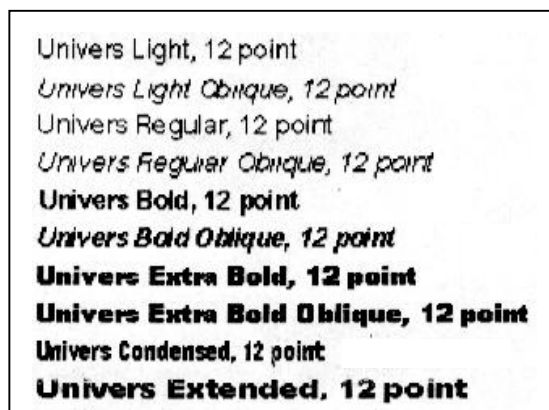 Univers Light, 12 point
Univers Light Oblique, 12 point
Univers Regular, 12 point
Univers Regular Oblique, 12 point
Univers Bold, 12 point
Univers Bold Oblique, 12 point
Univers Extra Bold, 12 point
Univers Extra Bold Oblique, 12 point
Univers Condensed, 12 point
Univers Extended, 12 point